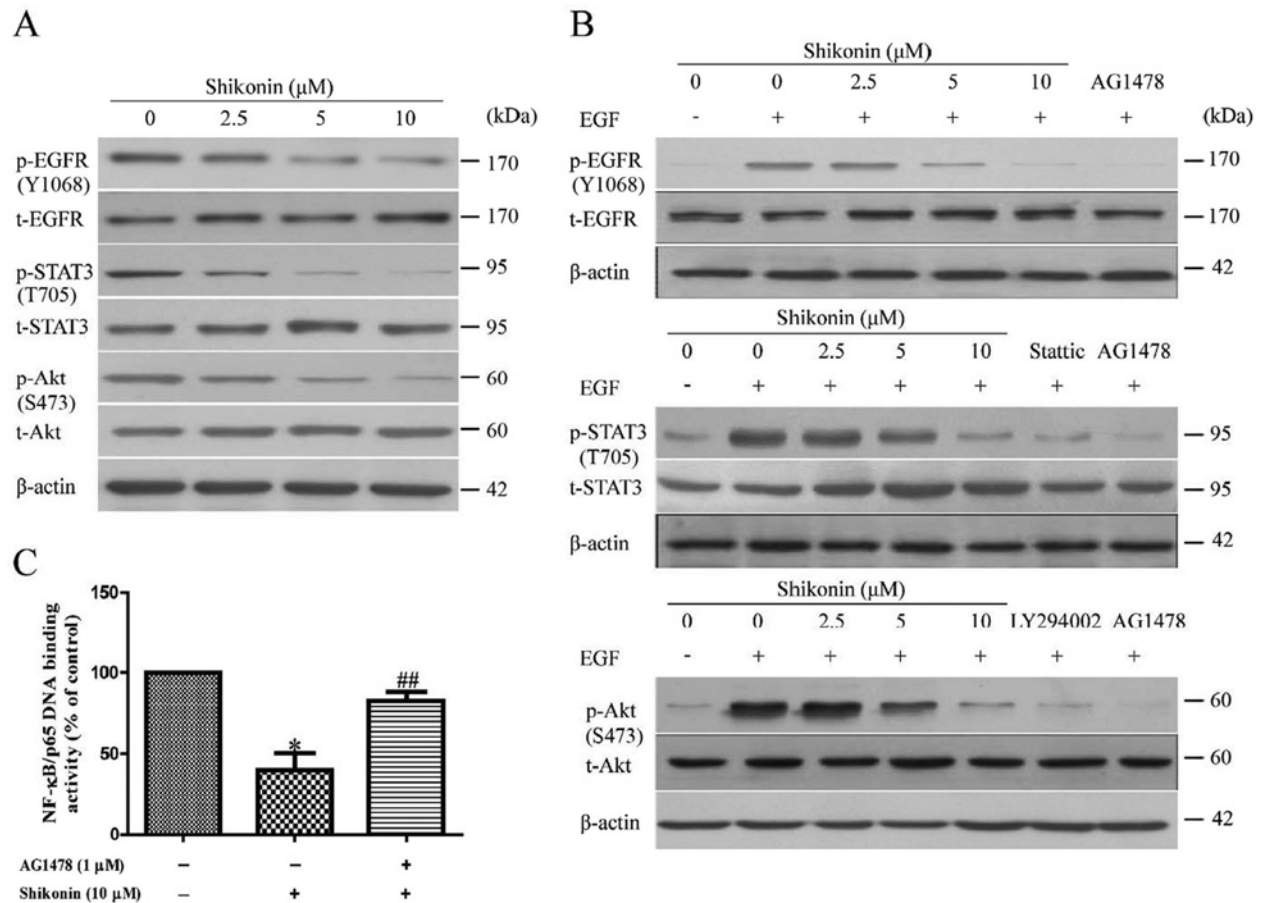 A
Shikonin (μM)
0 2.5 5 10 (kDa)
p-EGFR
(Y1068)
170
t-EGFR 170
p-STAT3
(T705)
95
t-STAT3 95
p-Akt
(S473)
60
t-Akt 60
β-actin 42
B
Shikonin (μM)
0 0 2.5 5 10 AG1478
EGF - + + + + + (kDa)
p-EGFR
(Y1068)
170
t-EGFR 170
β-actin 42
Shikonin (μM)
0 0 2.5 5 10 Stattic AG1478
EGF - + + + + + +
p-STAT3
(T705)
95
t-STAT3 95
β-actin 42
Shikonin (μM)
0 0 2.5 5 10 LY294002 AG1478
EGF - + + + + + +
p-Akt
(S473)
60
t-Akt 60
β-actin 42
C
NF-κB/p65 DNA binding
activity (% of control)
150
100
50
0
*
##
AG1478 (1 μM) – – +
Shikonin (10 μM) – + +